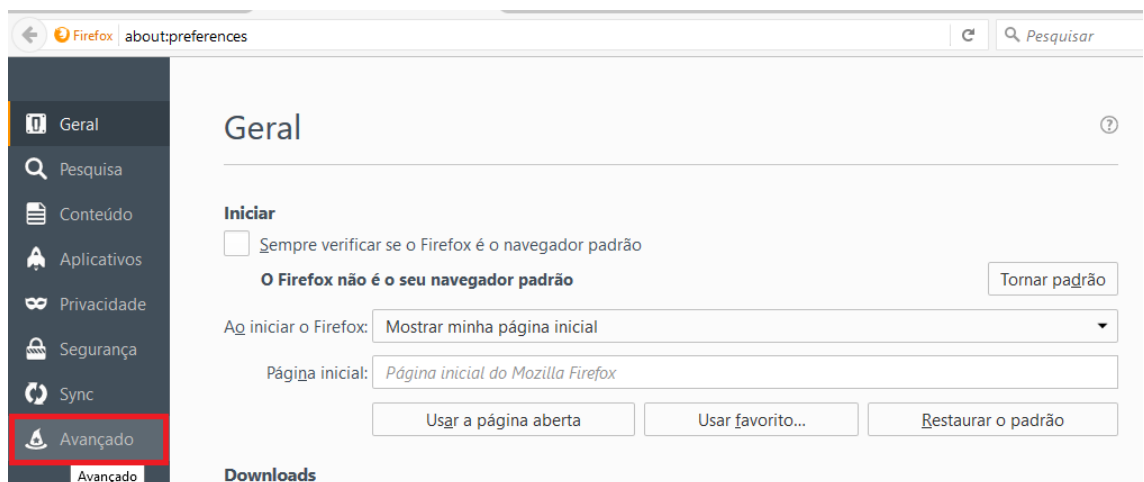 Firefox about:preferences Pesquisar
Geral
Pesquisa
Conteúdo
Aplicativos
Privacidade
Segurança
Sync
Avançado
Avançado
Geral ?
Iniciar
Sempre verificar se o Firefox é o navegador padrão
O Firefox não é o seu navegador padrão Tornar padrão
Ao iniciar o Firefox: Mostrar minha página inicial
Página inicial: Página inicial do Mozilla Firefox
Usar a página aberta Usar favorito... Restaurar o padrão
Downloads